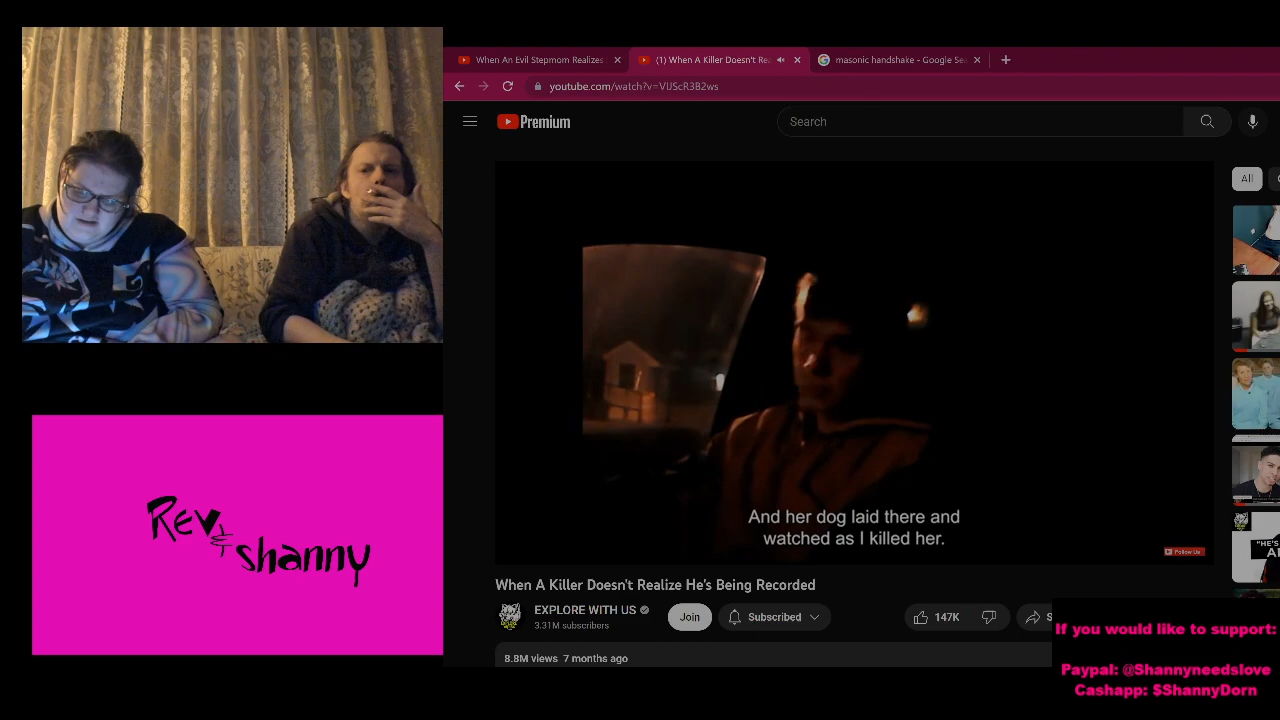 When An Evil Stepmom Realizes
(1) When A Killer Doesn't Re
masonic handshake - Google Sea
youtube.com/watch?v=VlJScR3B2ws
Premium
Search
All
And her dog laid there and
watched as I killed her.
Follow Us
When A Killer Doesn't Realize He's Being Recorded
EXPLORE WITH US
3.31M subscribers
Join
Subscribed
147K
S
8.8M views 7 months ago
Rev
&
shanny
If you would like to support:
Paypal: @Shannyneedslove
Cashapp: $ShannyDorn